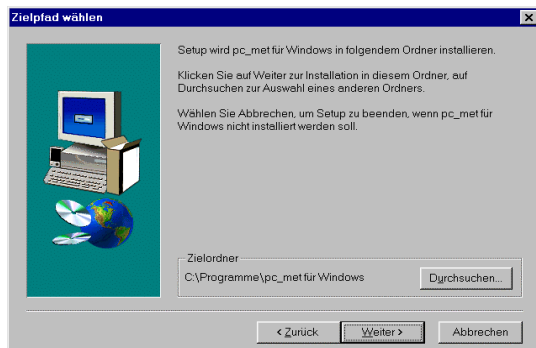 Zielpfad wählen
Setup wird pc_met für Windows in folgendem Ordner installieren.
Klicken Sie auf Weiter zur Installation in diesem Ordner, auf
Durchsuchen zur Auswahl eines anderen Ordners.
Wählen Sie Abbrechen, um Setup zu beenden, wenn pc_met für
Windows nicht installiert werden soll.
Zielordner
C:\Programme\pc_met für Windows
Durchsuchen...
< Zurück
Weiter >
Abbrechen